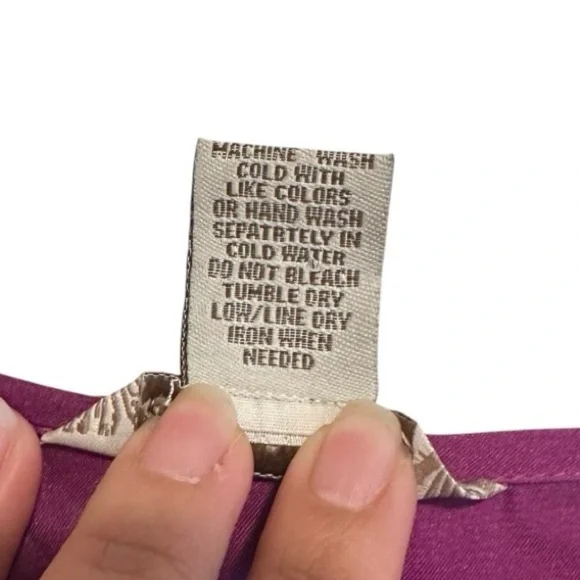 MACHINE WASH
COLD WITH
LIKE COLORS
OR HAND WASH
SEPATRTELY IN
COLD WATER
DO NOT BLEACH
TUMBLE DRY
LOW/LINE DRY
IRON WHEN
NEEDED